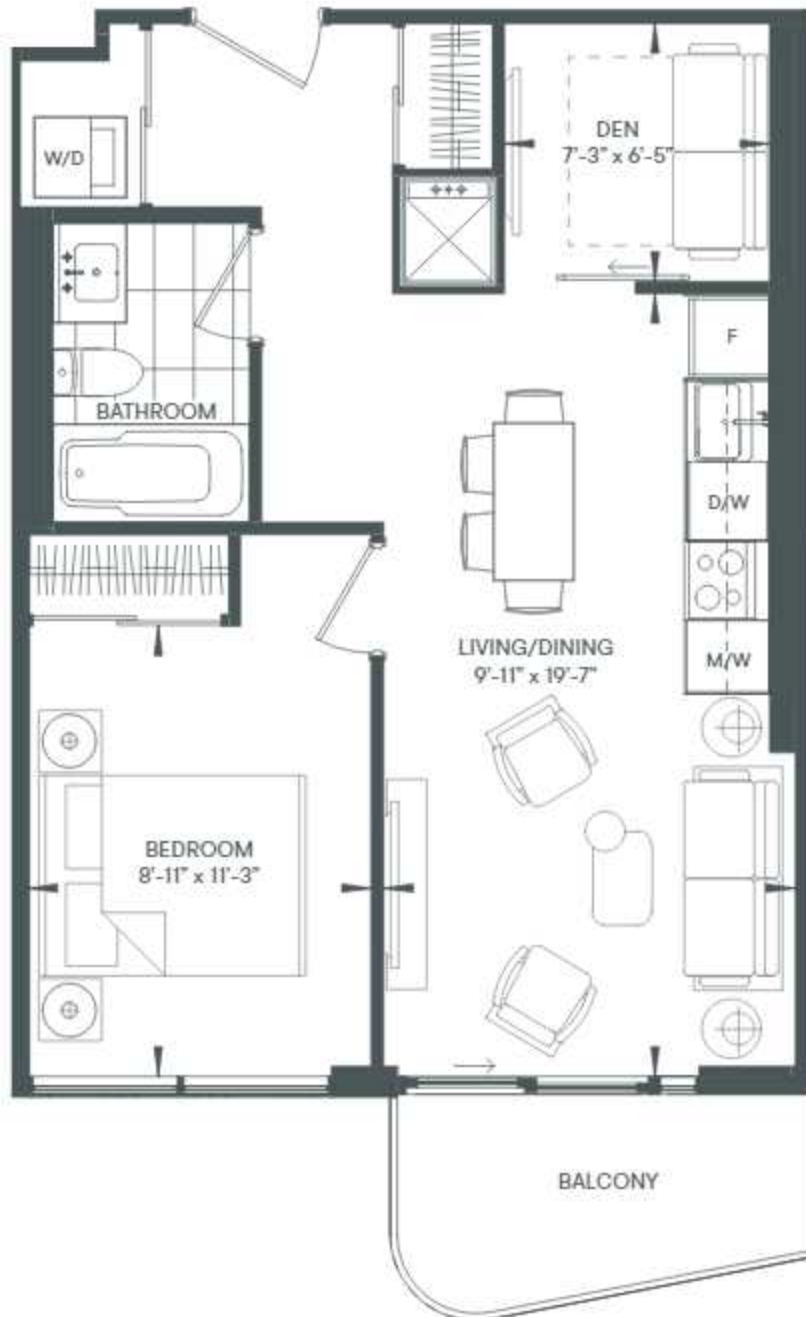 DEN
7'-3" x 6'-5"
W/D
F
BATHROOM
D/W
LIVING/DINING
9'-11" x 19'-7"
M/W
BEDROOM
8'-11" x 11'-3"
BALCONY